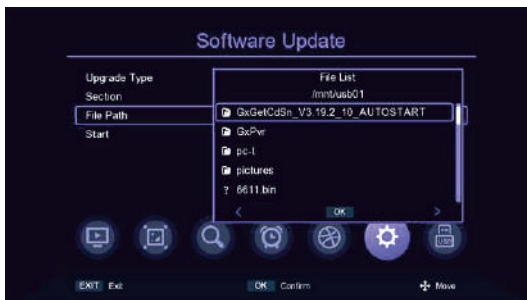 Software Update
Upgrade Type
Section
File Path
Start
File List
/mnt/usb01
GxGetCdSn_V3.19.2_10_AUTOSTART
GxPvr
pc-t
pictures
? 6611.bin
< OK >
USB
EXIT Exit
OK Confirm
Move